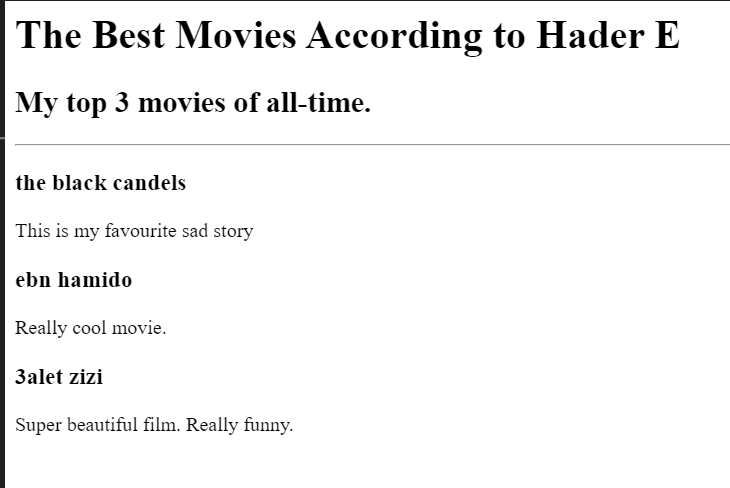 The Best Movies According to Hader E
My top 3 movies of all-time.
the black candels
This is my favourite sad story
ebn hamido
Really cool movie.
3alet zizi
Super beautiful film. Really funny.